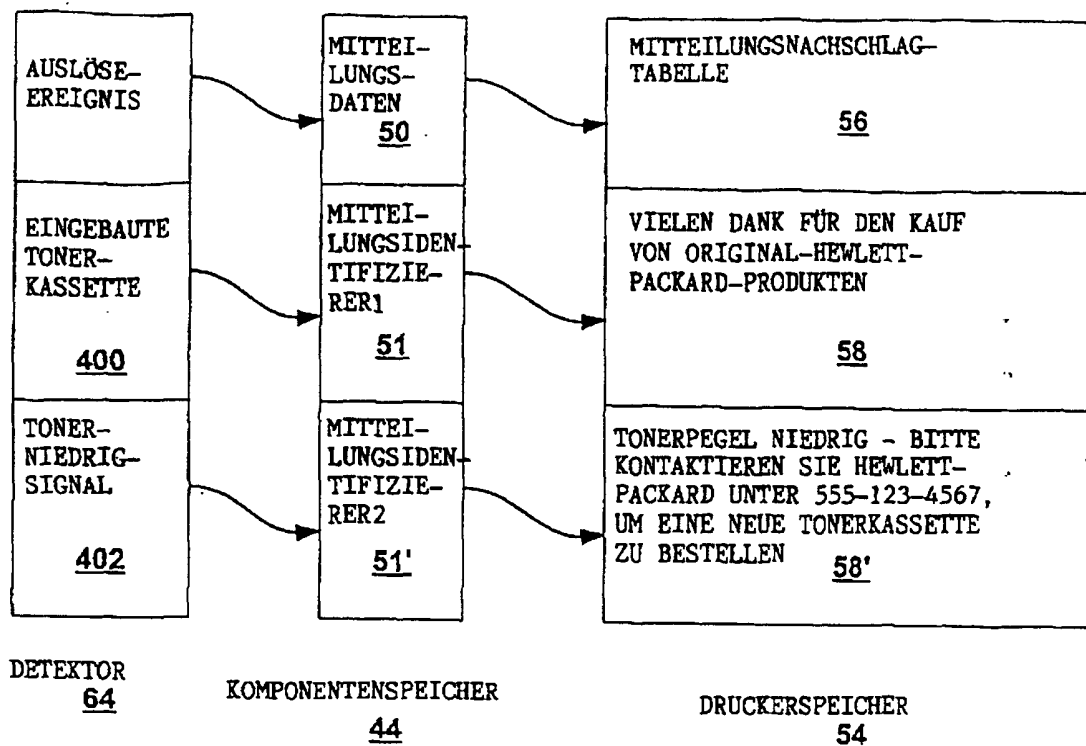 AUSLÖSE-
EREIGNIS
MITTEI-
LUNGS-
DATEN
50
MITTEILUNGSNACHSCHLAG-
TABELLE
56
EINGEBAUTE
TONER-
KASSETTE
400
MITTEI-
LUNGSIDEN-
TIFIZIE-
RER1
51
VIELEN DANK FÜR DEN KAUF
VON ORIGINAL-HEWLETT-
PACKARD-PRODUKTEN
58
TONER-
NIEDRIG-
SIGNAL
402
MITTEI-
LUNGSIDEN-
TIFIZIE-
RER2
51'
TONERPEGEL NIEDRIG - BITTE
KONTAKTIEREN SIE HEWLETT-
PACKARD UNTER 555-123-4567,
UM EINE NEUE TONERKASSETTE
ZU BESTELLEN
58'
DETEKTOR
64
KOMPONENTENSPEICHER
44
DRUCKERSPEICHER
54